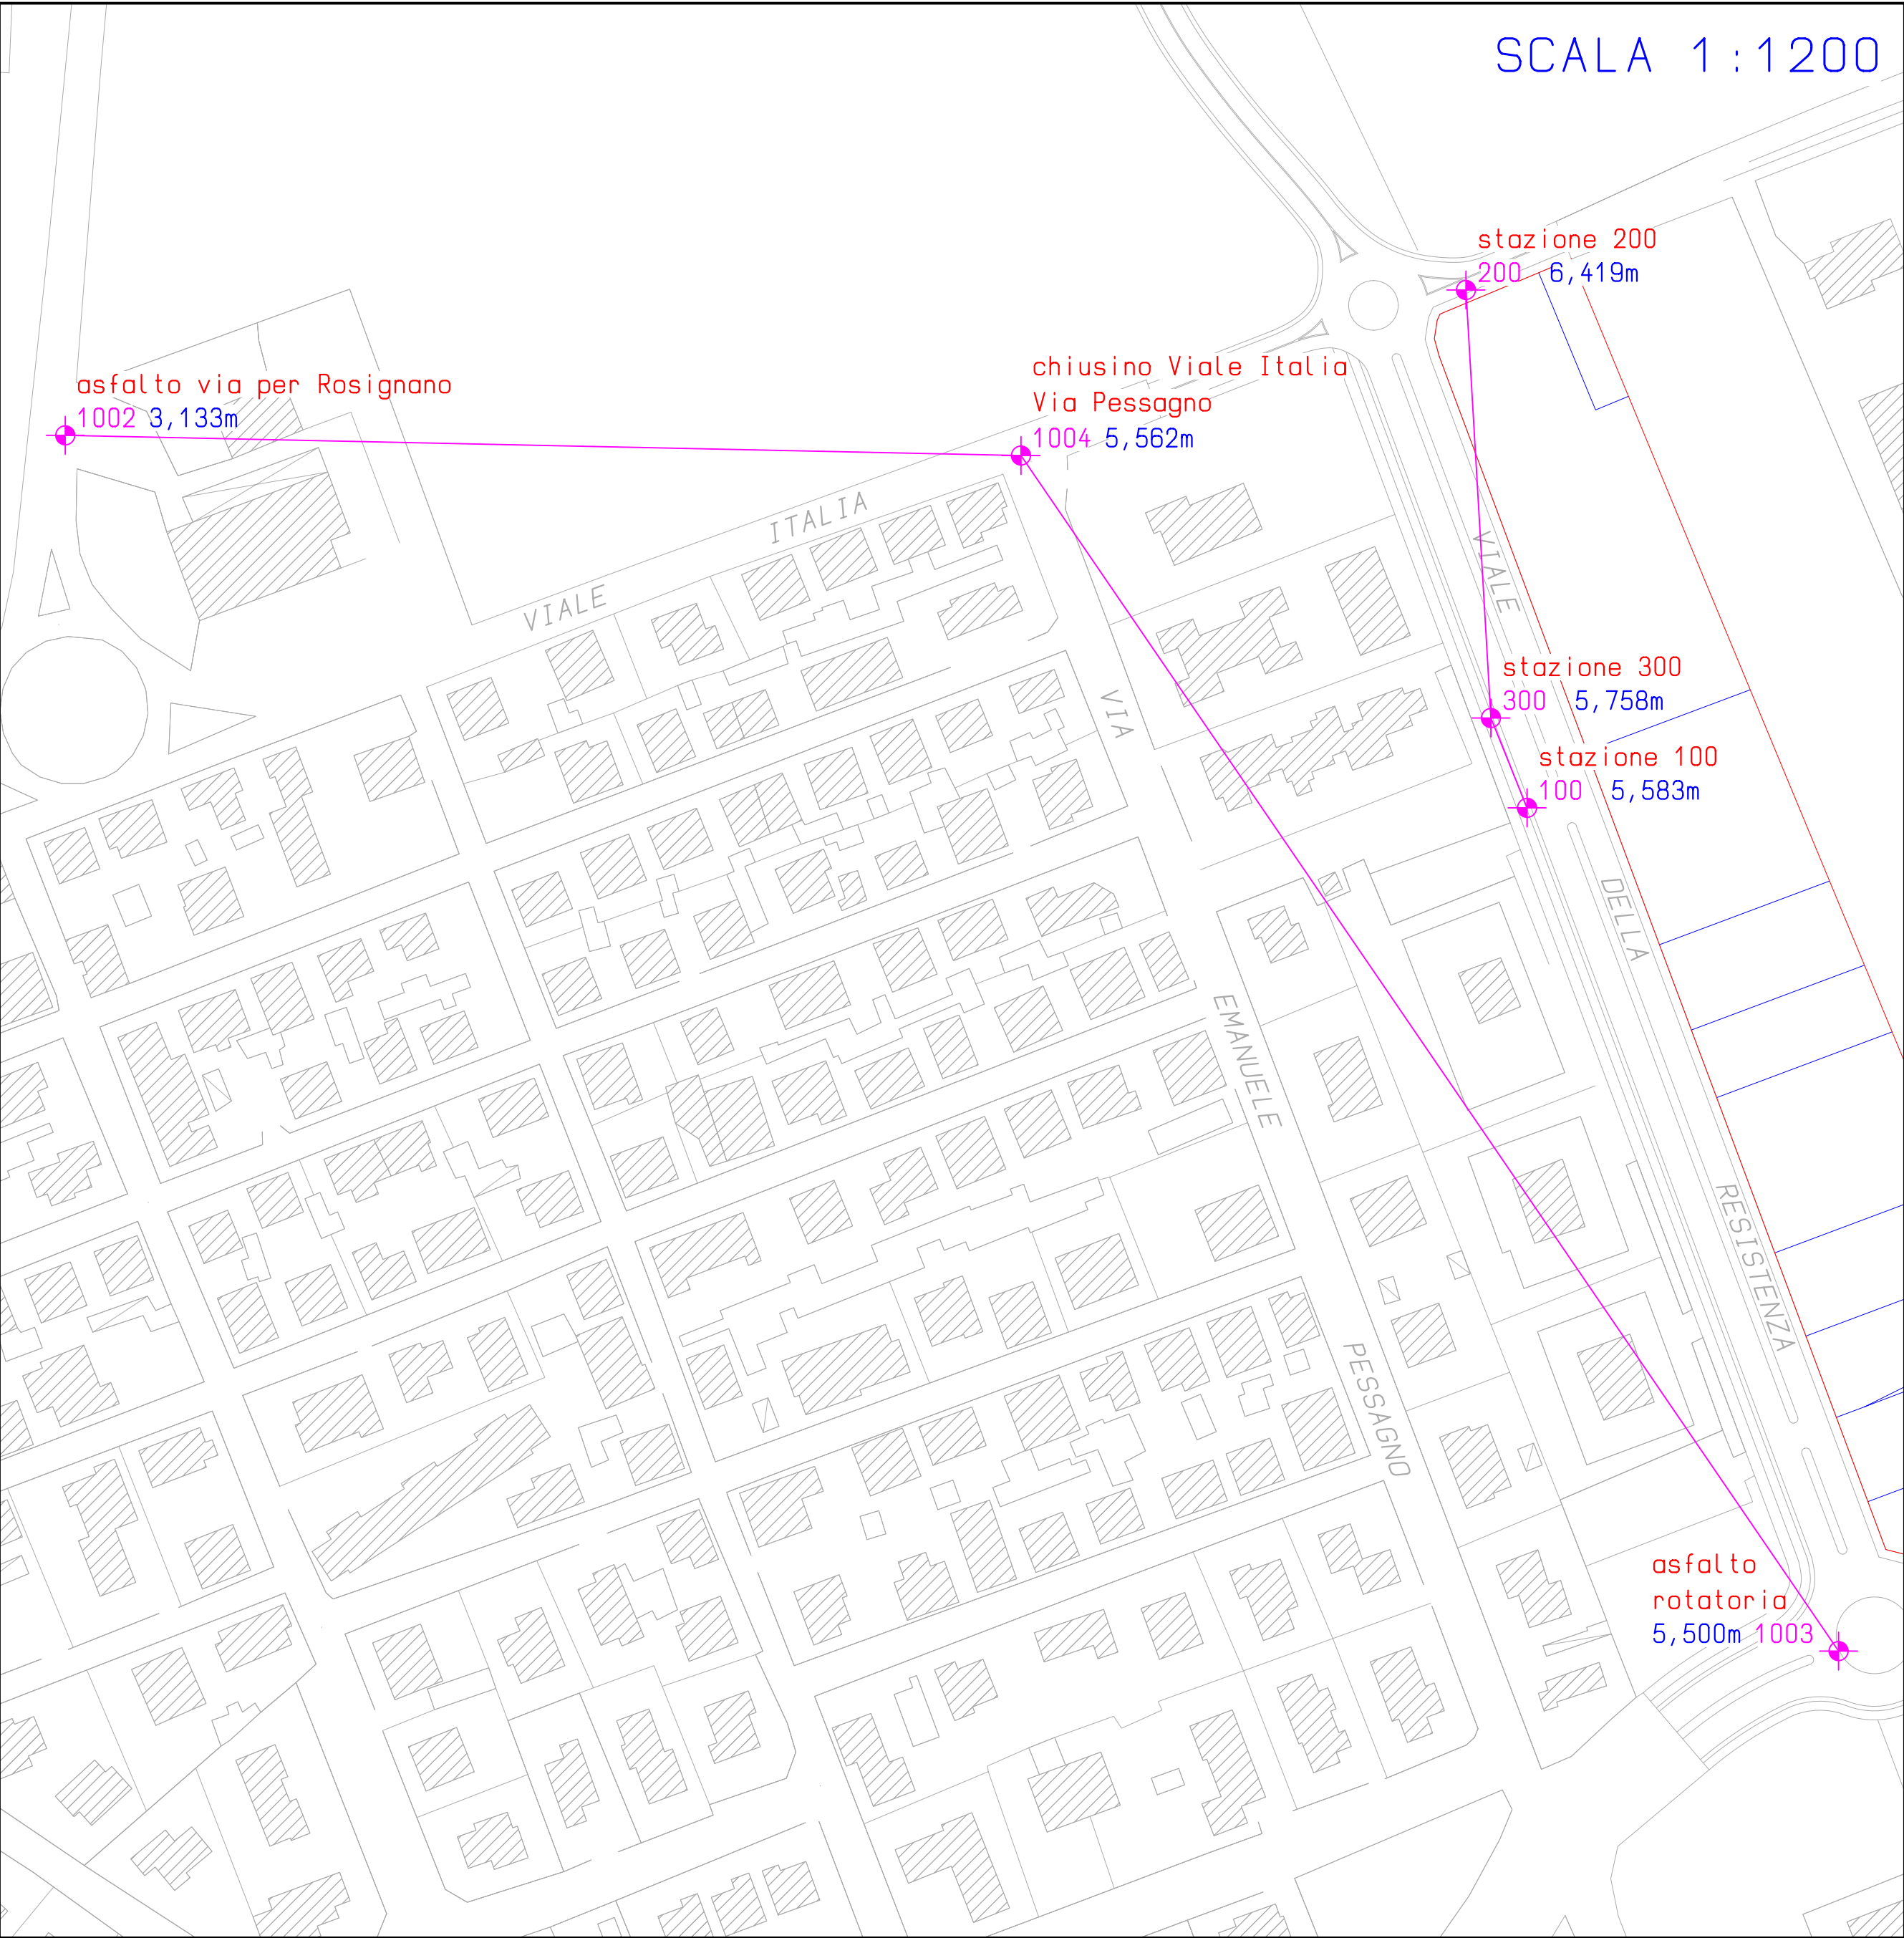 SCALA 1:1200
stazione 200
200 6,419m
chiusino Viale Italia
Via Pessagno
1004 5,562m
asfalto via per Rosignano
1002 3,133m
VIALE ITALIA
stazione 300
300 5,758m
stazione 100
100 5,583m
VIALE DELLA RESISTENZA
VIA EMANUELE PESSAGNO
asfalto
rotatoria
5,500m 1003